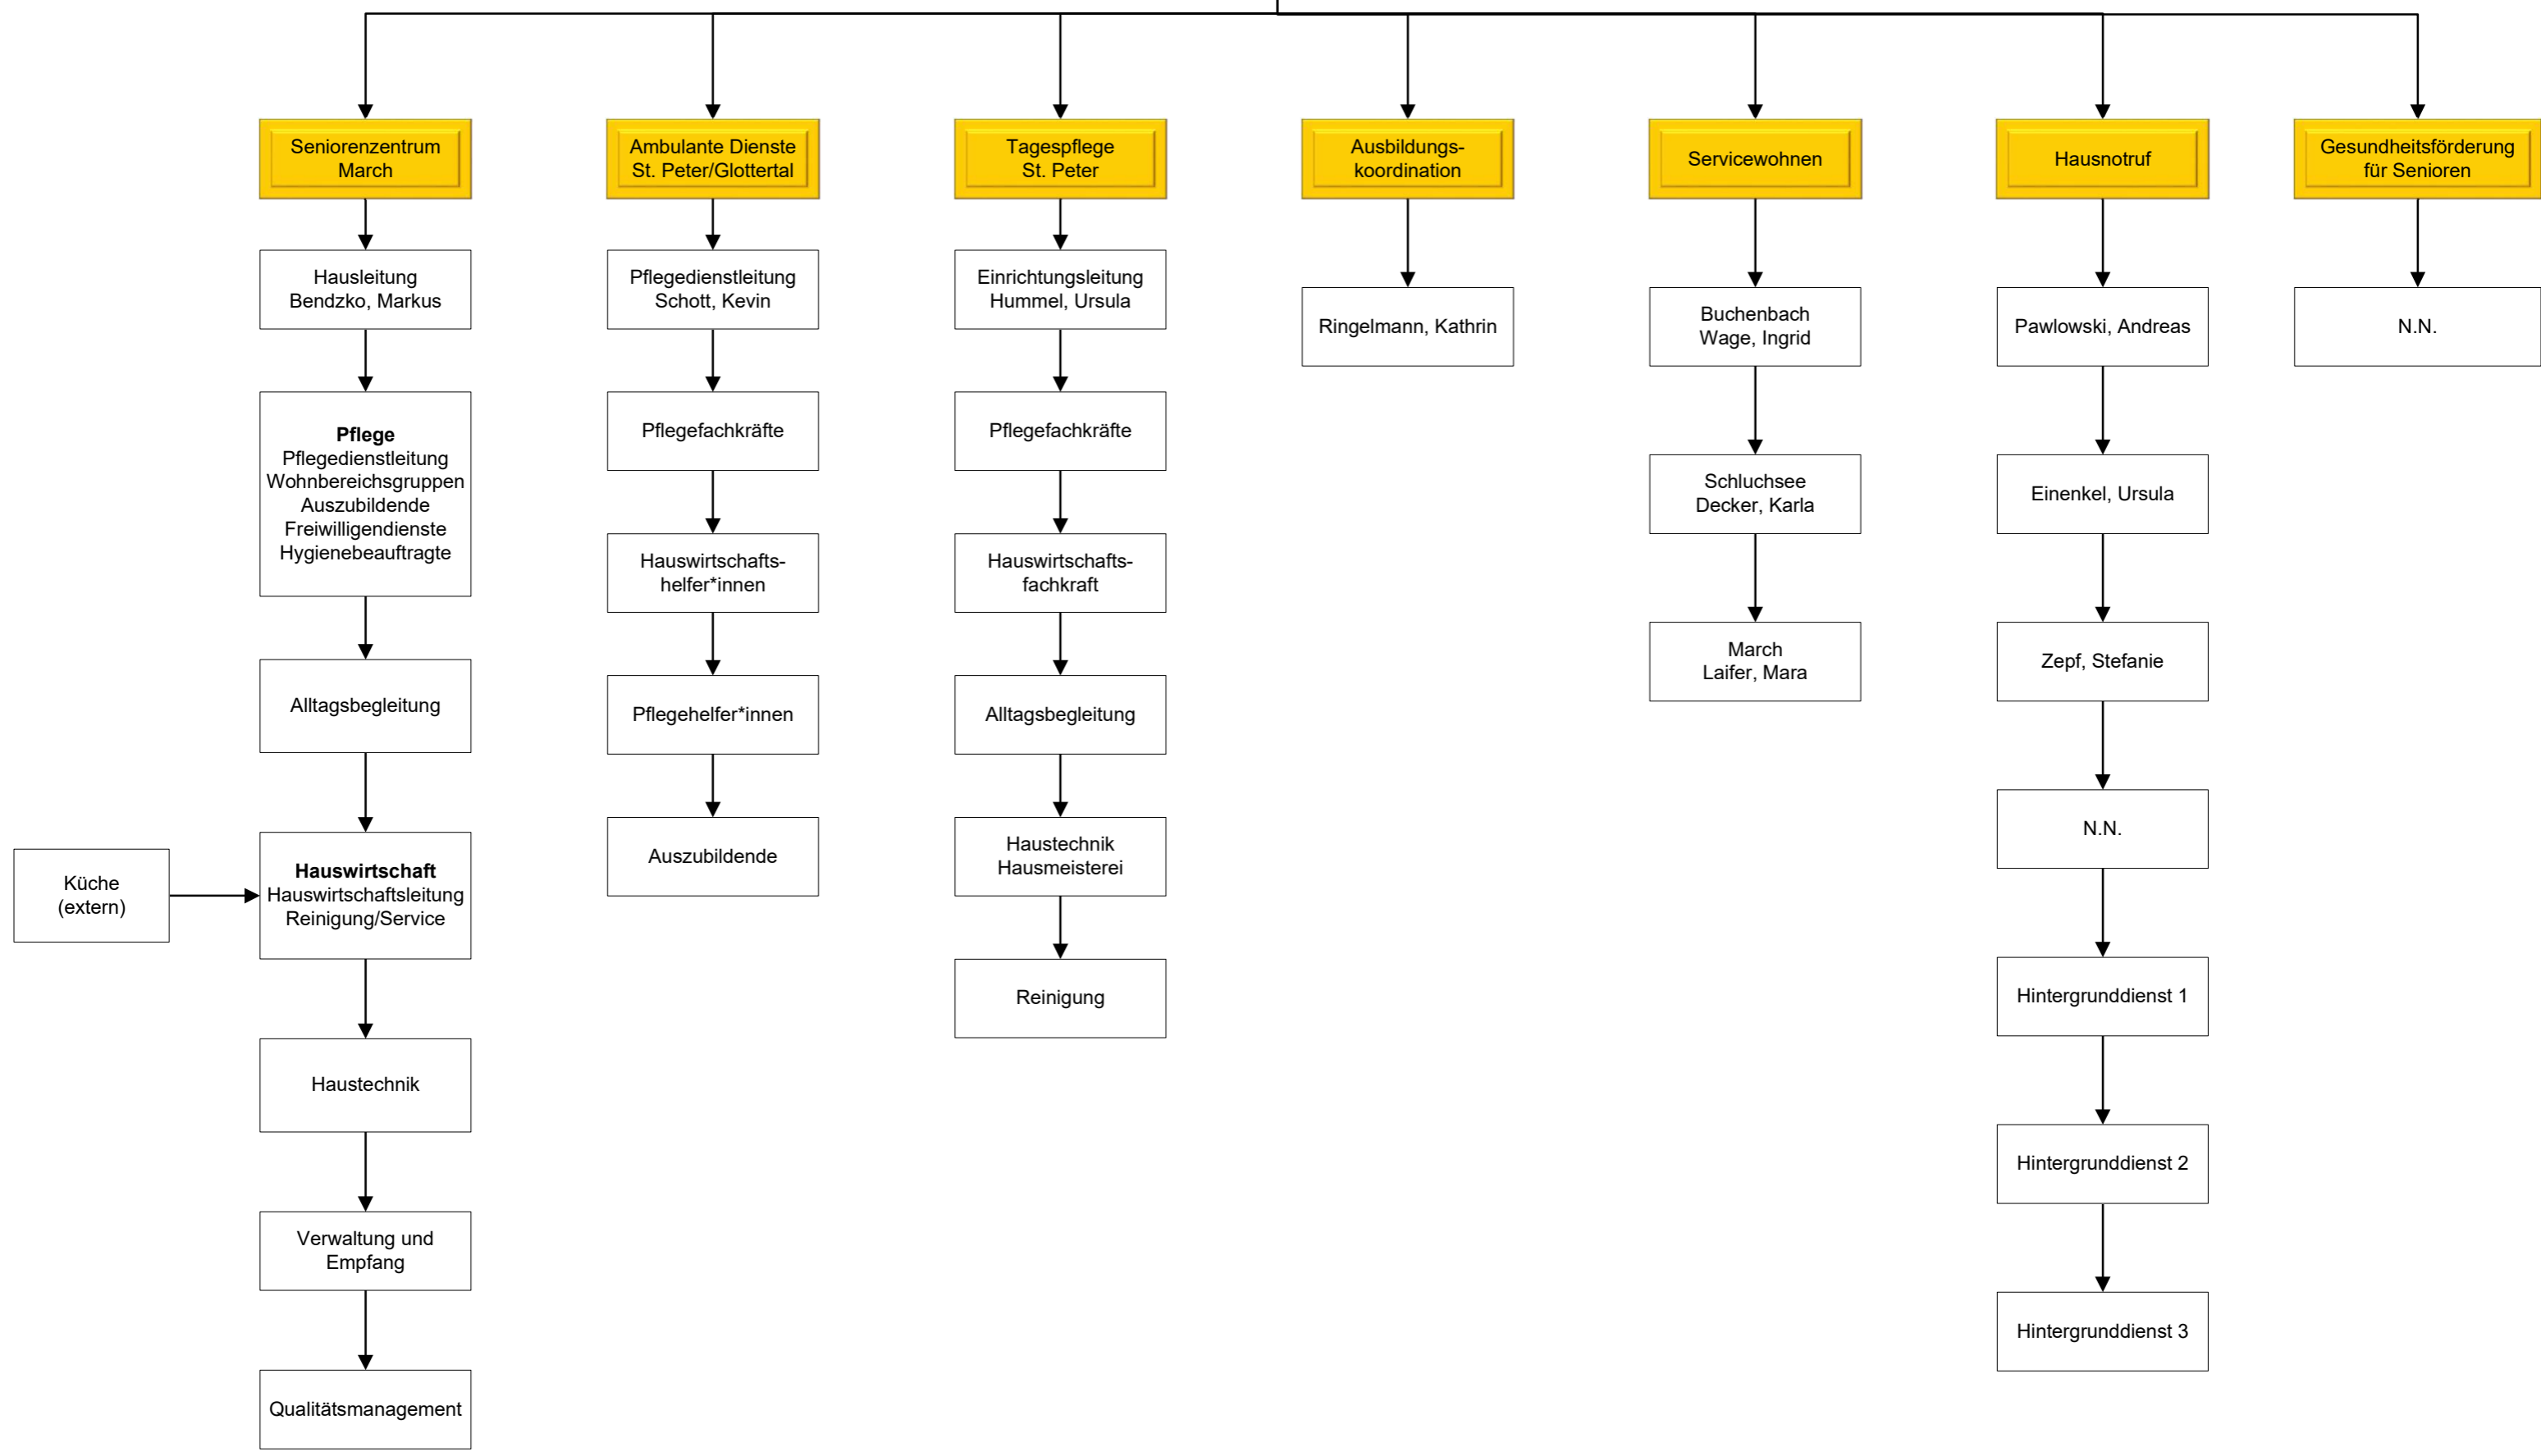 Seniorenzentrum
March
Hausleitung
Bendzko, Markus
Pflege
Pflegedienstleitung
Wohnbereichsgruppen
Auszubildende
Freiwilligendienste
Hygienebeauftragte
Alltagsbegleitung
Küche
(extern)
Hauswirtschaft
Hauswirtschaftsleitung
Reinigung/Service
Haustechnik
Verwaltung und
Empfang
Qualitätsmanagement
Ambulante Dienste
St. Peter/Glottertal
Pflegedienstleitung
Schott, Kevin
Pflegefachkräfte
Hauswirtschafts-
helfer*innen
Pflegehelfer*innen
Auszubildende
Tagespflege
St. Peter
Einrichtungsleitung
Hummel, Ursula
Pflegefachkräfte
Hauswirtschafts-
fachkraft
Alltagsbegleitung
Haustechnik
Hausmeisterei
Reinigung
Ausbildungs-
koordination
Ringelmann, Kathrin
Servicewohnen
Buchenbach
Wage, Ingrid
Schluchsee
Decker, Karla
March
Laifer, Mara
Hausnotruf
Pawlowski, Andreas
Einenkel, Ursula
Zepf, Stefanie
N.N.
Hintergrunddienst 1
Hintergrunddienst 2
Hintergrunddienst 3
Gesundheitsförderung
für Senioren
N.N.